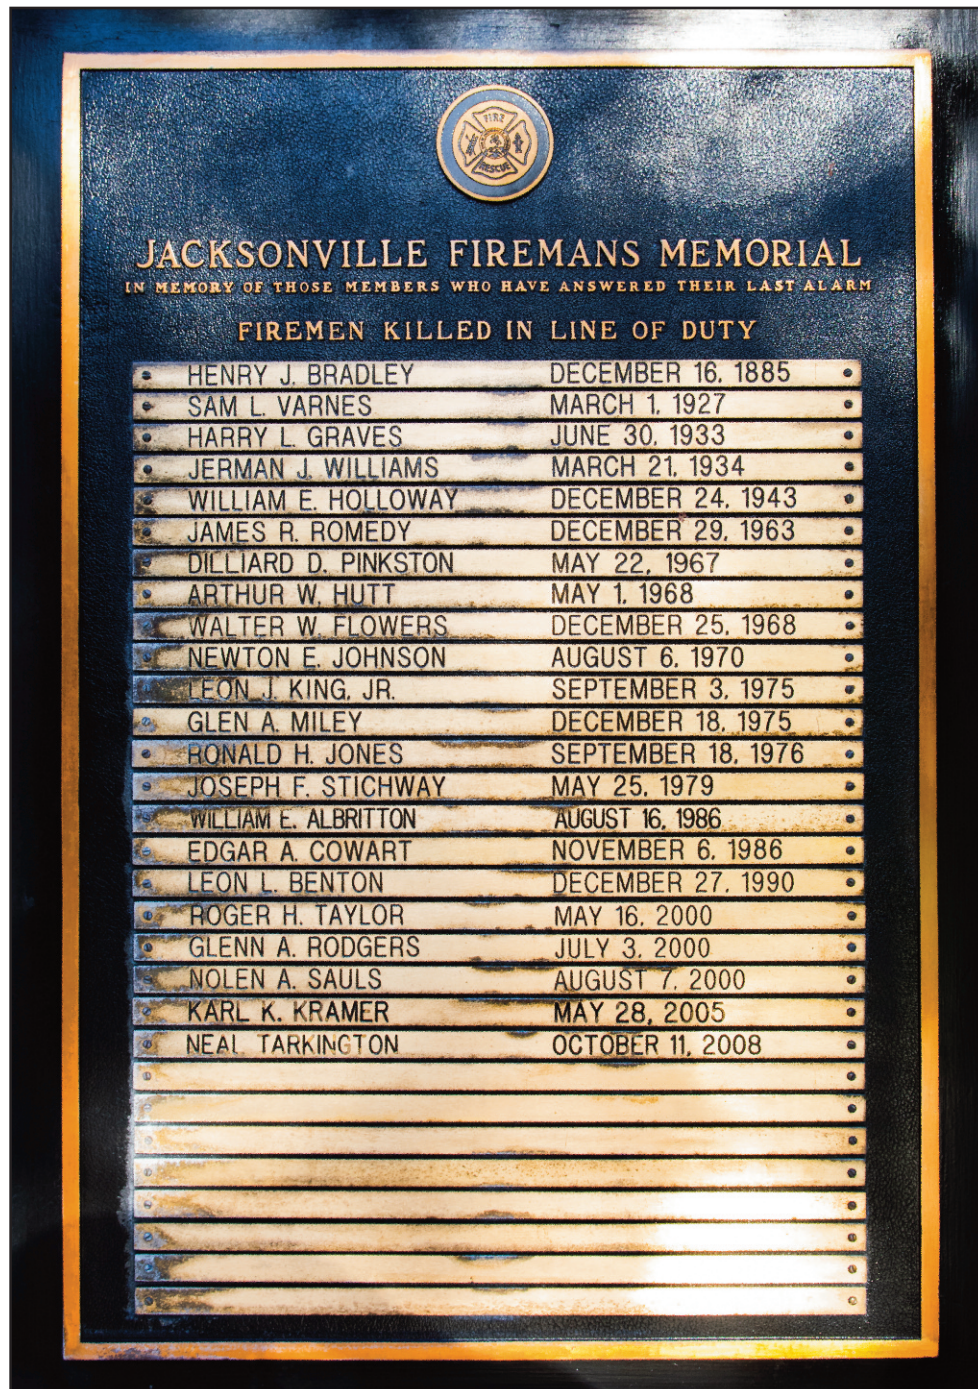 FIRE
RESCUE
JACKSONVILLE FIREMANS MEMORIAL
IN MEMORY OF THOSE MEMBERS WHO HAVE ANSWERED THEIR LAST ALARM
FIREMEN KILLED IN LINE OF DUTY
HENRY J. BRADLEY DECEMBER 16, 1885
SAM L. VARNES MARCH 1, 1927
HARRY L. GRAVES JUNE 30, 1933
JERMAN J. WILLIAMS MARCH 21, 1934
WILLIAM E. HOLLOWAY DECEMBER 24, 1943
JAMES R. ROMEDY DECEMBER 29, 1963
DILLIARD D. PINKSTON MAY 22, 1967
ARTHUR W. HUTT MAY 1, 1968
WALTER W. FLOWERS DECEMBER 25, 1968
NEWTON E. JOHNSON AUGUST 6, 1970
LEON J. KING, JR. SEPTEMBER 3, 1975
GLEN A. MILEY DECEMBER 18, 1975
RONALD H. JONES SEPTEMBER 18, 1976
JOSEPH F. STICHWAY MAY 25, 1979
WILLIAM E. ALBRITTON AUGUST 16, 1986
EDGAR A. COWART NOVEMBER 6, 1986
LEON L. BENTON DECEMBER 27, 1990
ROGER H. TAYLOR MAY 16, 2000
GLENN A. RODGERS JULY 3, 2000
NOLEN A. SAULS AUGUST 7, 2000
KARL K. KRAMER MAY 28, 2005
NEAL TARKINGTON OCTOBER 11, 2008